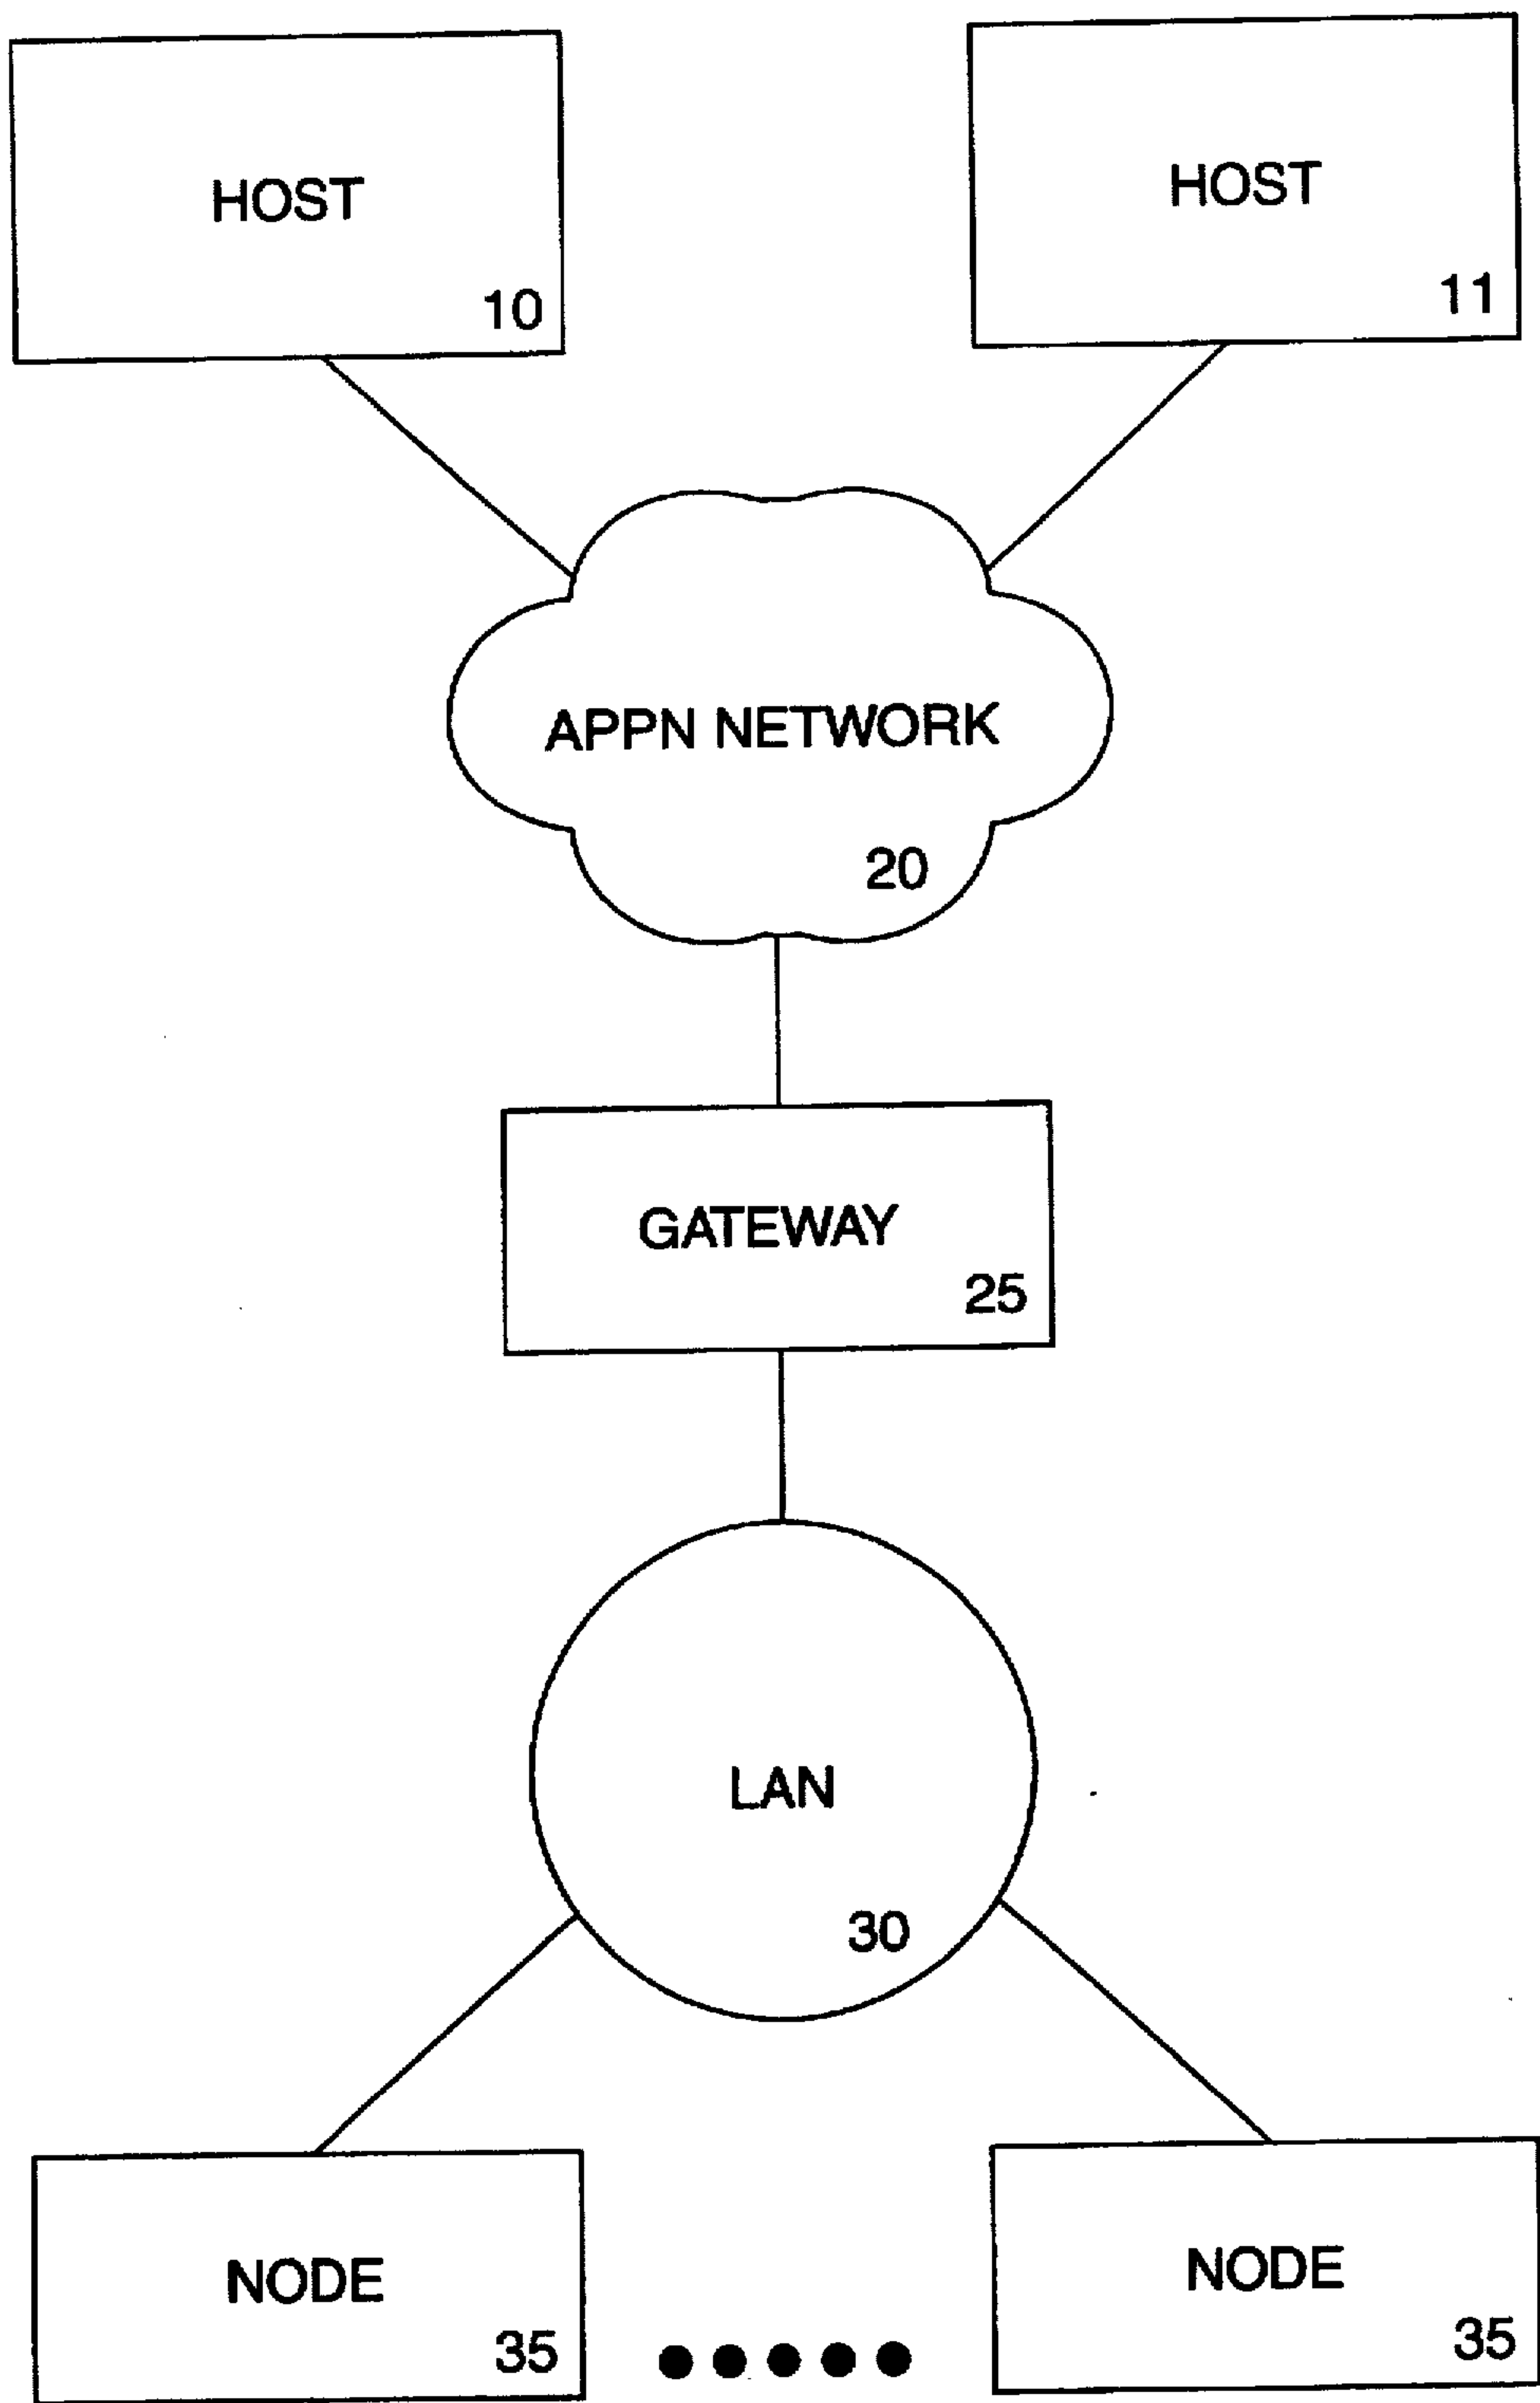 HOST
10
HOST
11
APPN NETWORK
20
GATEWAY
25
LAN
30
NODE
35
NODE
35